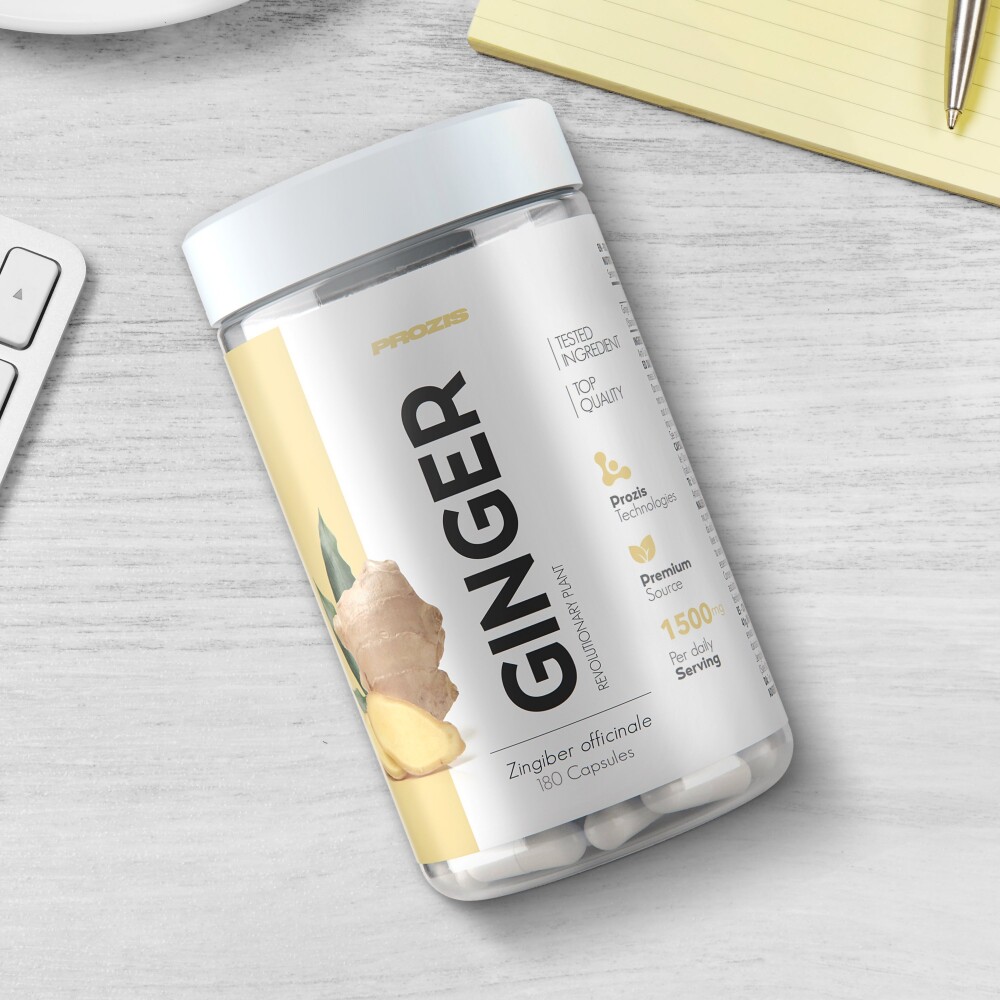 PROZIS
GINGER
REVOLUTIONARY PLANT
Zingiber officinale
180 Capsules
TESTED
INGREDIENT
TOP
QUALITY
Prozis
Technologies
Premium
Source
1500mg
Per daily
Serving